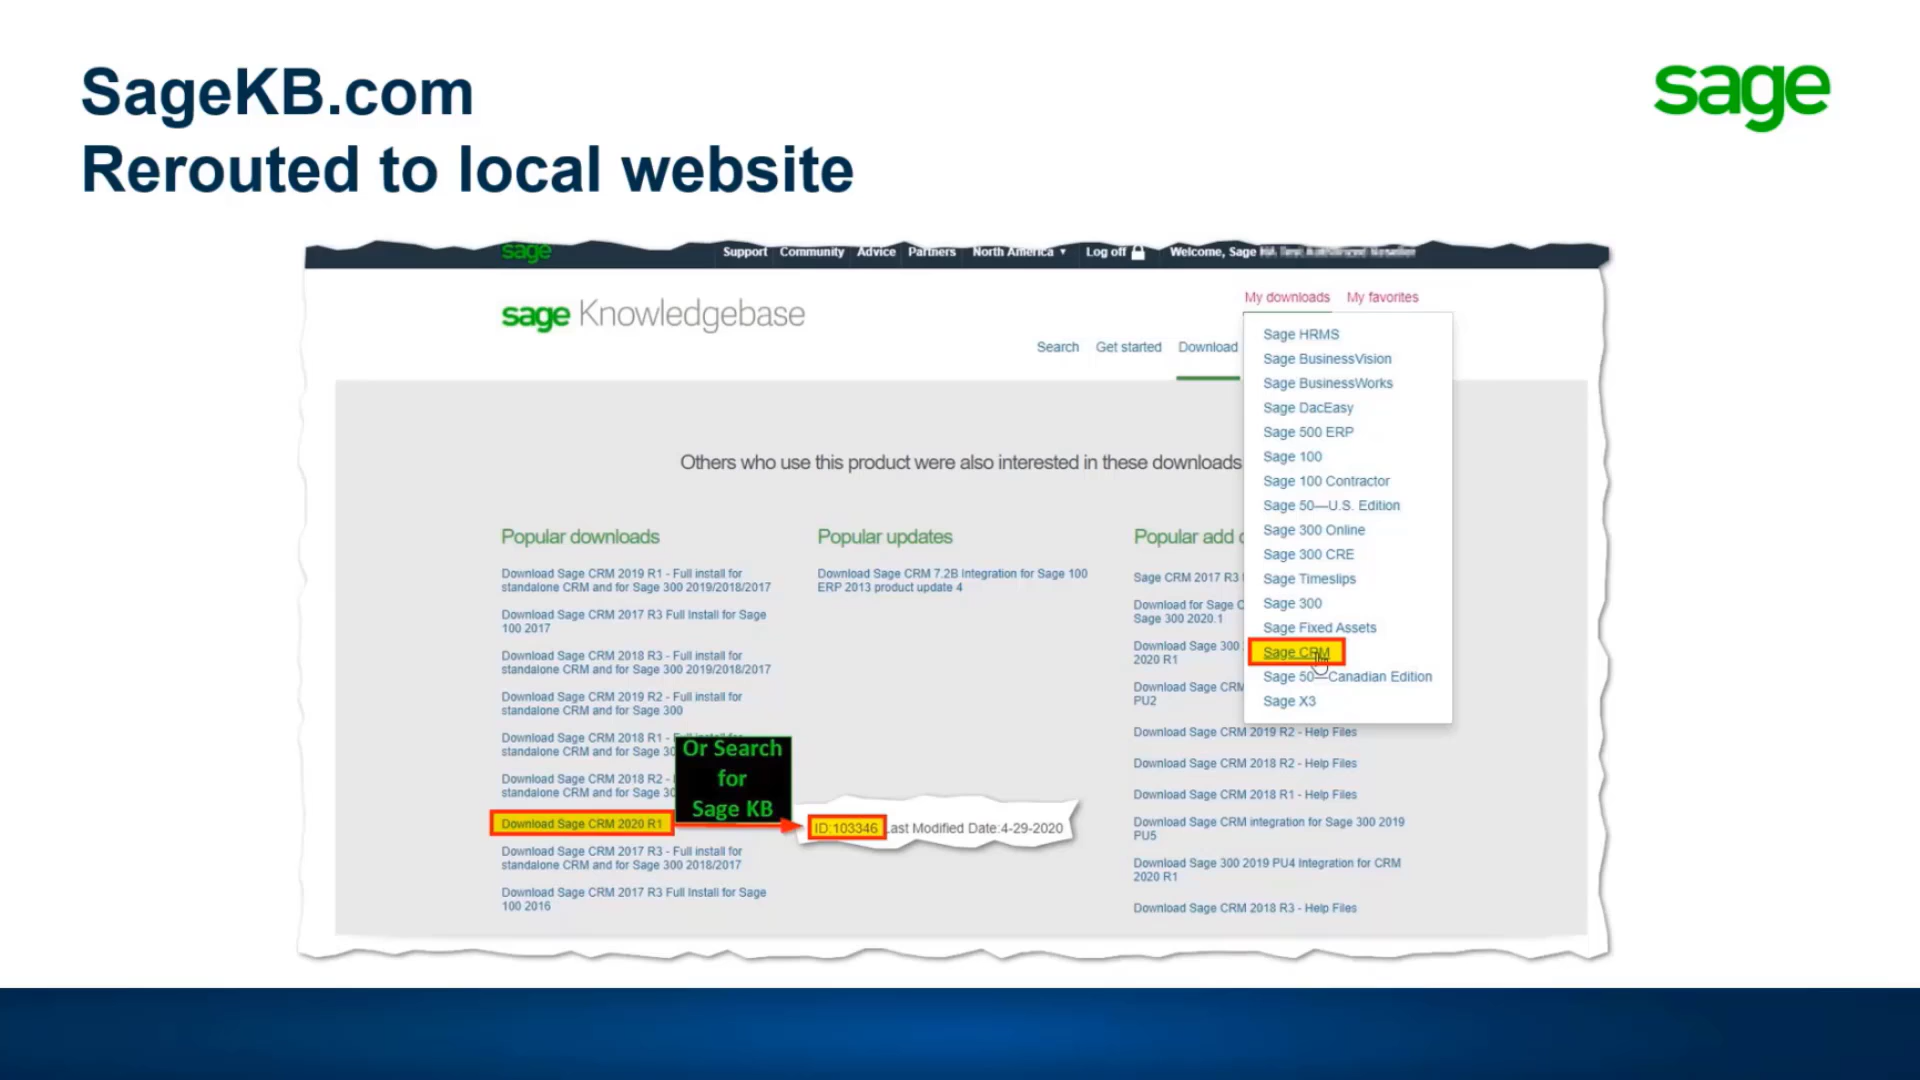 SageKB.com
Rerouted to local website
sage
sage
Support Community Advice Partners North America Log off Welcome, Sage
sage Knowledgebase
My downloads My favorites
Search Get started Download
Sage HRMS
Sage BusinessVision
Sage BusinessWorks
Sage DacEasy
Sage 500 ERP
Sage 100
Sage 100 Contractor
Sage 50—U.S. Edition
Sage 300 Online
Sage 300 CRE
Sage Timeslips
Sage 300
Sage Fixed Assets
Sage CRM
Sage 50—Canadian Edition
Sage X3
Others who use this product were also interested in these downloads
Popular downloads
Download Sage CRM 2019 R1 - Full install for
standalone CRM and for Sage 300 2019/2018/2017
Download Sage CRM 2017 R3 Full Install for Sage
100 2017
Download Sage CRM 2018 R3 - Full install for
standalone CRM and for Sage 300 2019/2018/2017
Download Sage CRM 2019 R2 - Full install for
standalone CRM and for Sage 300
Download Sage CRM 2018 R1 -
standalone CRM and for Sage
Download Sage CRM 2018 R2 -
standalone CRM and for Sage
Download Sage CRM 2020 R1
Download Sage CRM 2017 R3 - Full install for
standalone CRM and for Sage 300 2018/2017
Download Sage CRM 2017 R3 Full Install for Sage
100 2016
Or Search
for
Sage KB
ID:103346 Last Modified Date:4-29-2020
Popular updates
Download Sage CRM 7.2B Integration for Sage 100
ERP 2013 product update 4
Popular add
Sage CRM 2017 R3
Download for Sage
Sage 300 2020.1
Download Sage 300
2020 R1
Download Sage CRM
PU2
Download Sage CRM 2019 R2 - Help Files
Download Sage CRM 2018 R2 - Help Files
Download Sage CRM 2018 R1 - Help Files
Download Sage CRM integration for Sage 300 2019
PU5
Download Sage 300 2019 PU4 Integration for CRM
2020 R1
Download Sage CRM 2018 R3 - Help Files